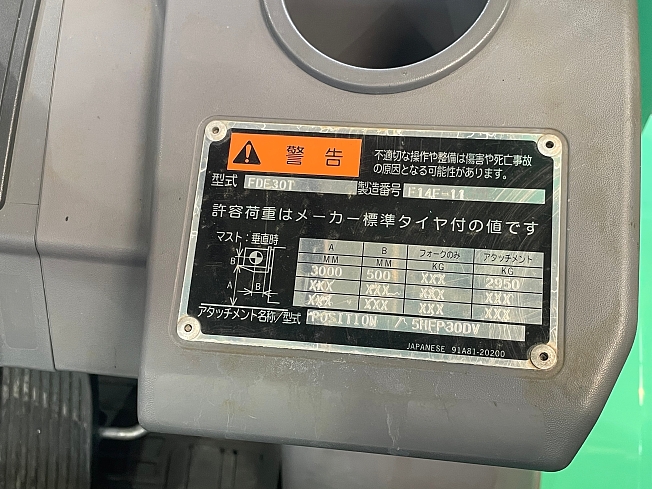 警告
不適切な操作や整備は傷害や死亡事故
の原因となる可能性があります。
型式 FDE30T 製造番号 F14E-11
許容荷重はメーカー標準タイヤ付の値です
マスト:垂直時
A B フォークのみ アタッチメント
MM MM KG KG
3000 500 XXX 2950
XXX XXX XXX XXX
XXX XXX XXX XXX
B
A
B
アタッチメント名称/型式 POSITION / 5MFP30DV
JAPANESE 91A81-20200